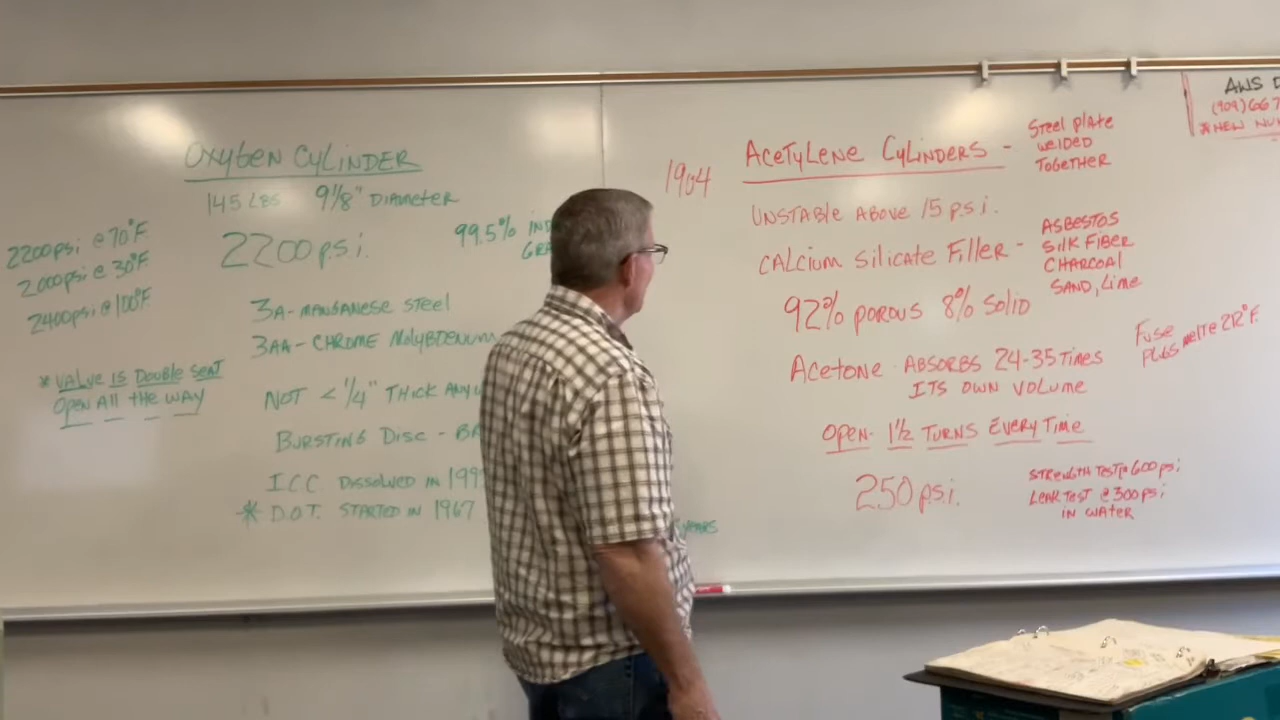 OXYGEN CYLINDER
145 LBS 9 1/8" DIAMETER
2200 p.s.i.
2200psi @ 70°F.
2000psi @ 30°F.
2400psi @ 100°F
* VALVE IS DOUBLE SEAT
OPEN ALL THE WAY
99.5%
3A- MANGANESE STEEL
3AA- CHROME MOLYBDENUM
NOT < 1/4" THICK
BURSTING DISC -
I.C.C DISSOLVED IN
* D.O.T. STARTED IN 1967
YEARS
ACETYLENE CYLINDERS -
STEEL PLATE
WELDED
TOGETHER
UNSTABLE ABOVE 15 p.s.i.
CALCIUM SILICATE FILLER -
ASBESTOS
SILK FIBER
CHARCOAL
SAND, LIME
92% POROUS 8% SOLID
ACETONE ABSORBS 24-35 TIMES
ITS OWN VOLUME
FUSE
PLUGS 212°F.
OPEN- 1 1/2 TURNS EVERY TIME
250 p.s.i.
STRENGTH TEST @ 600 psi
LEAK TEST @ 300 psi
IN WATER
AWS
(909) 667
* NEW